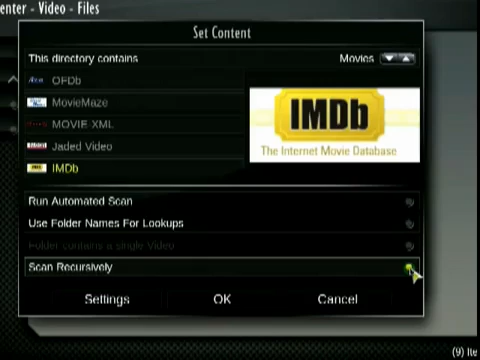 enter - Video - Files
Set Content
This directory contains Movies
OFDb
MovieMaze
MOVIE XML
Jaded Video
IMDb
IMDb
The Internet Movie Database
Run Automated Scan
Use Folder Names For Lookups
Folder contains a single Video
Scan Recursively
Settings OK Cancel
(9) Ite